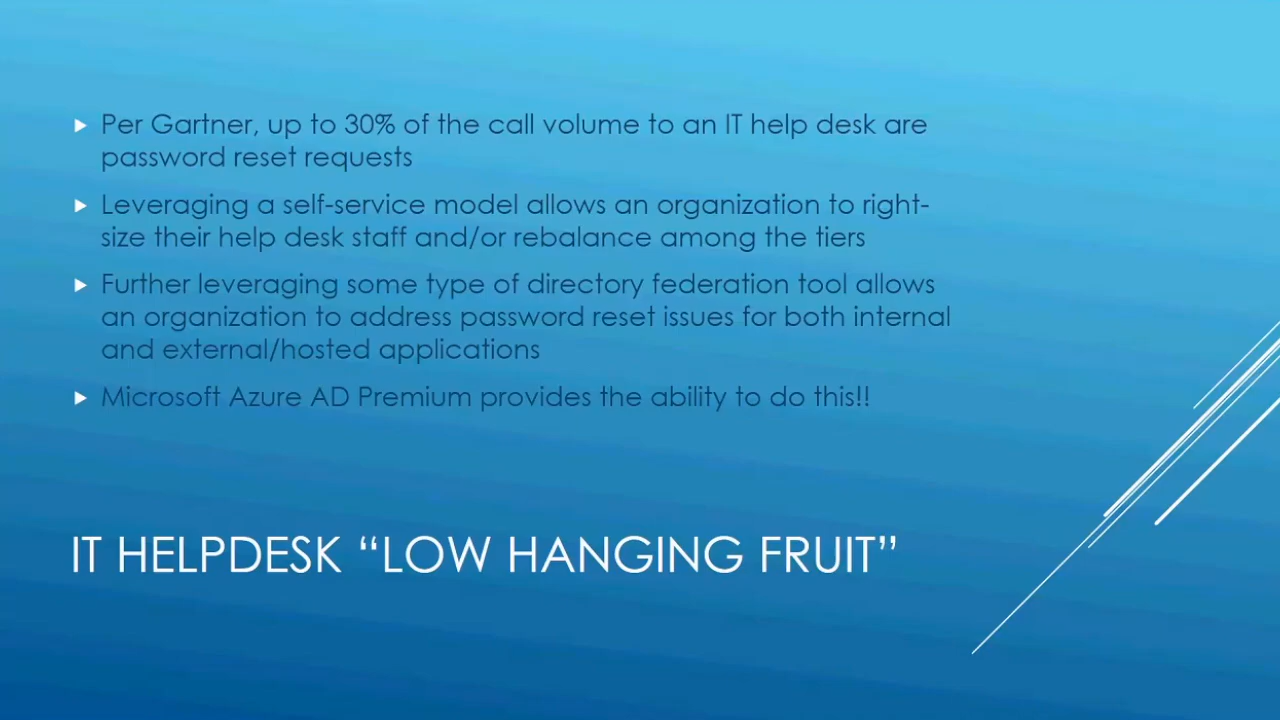 Per Gartner, up to 30% of the call volume to an IT help desk are
password reset requests
Leveraging a self-service model allows an organization to right-
size their help desk staff and/or rebalance among the tiers
Further leveraging some type of directory federation tool allows
an organization to address password reset issues for both internal
and external/hosted applications
Microsoft Azure AD Premium provides the ability to do this!!
IT HELPDESK “LOW HANGING FRUIT”